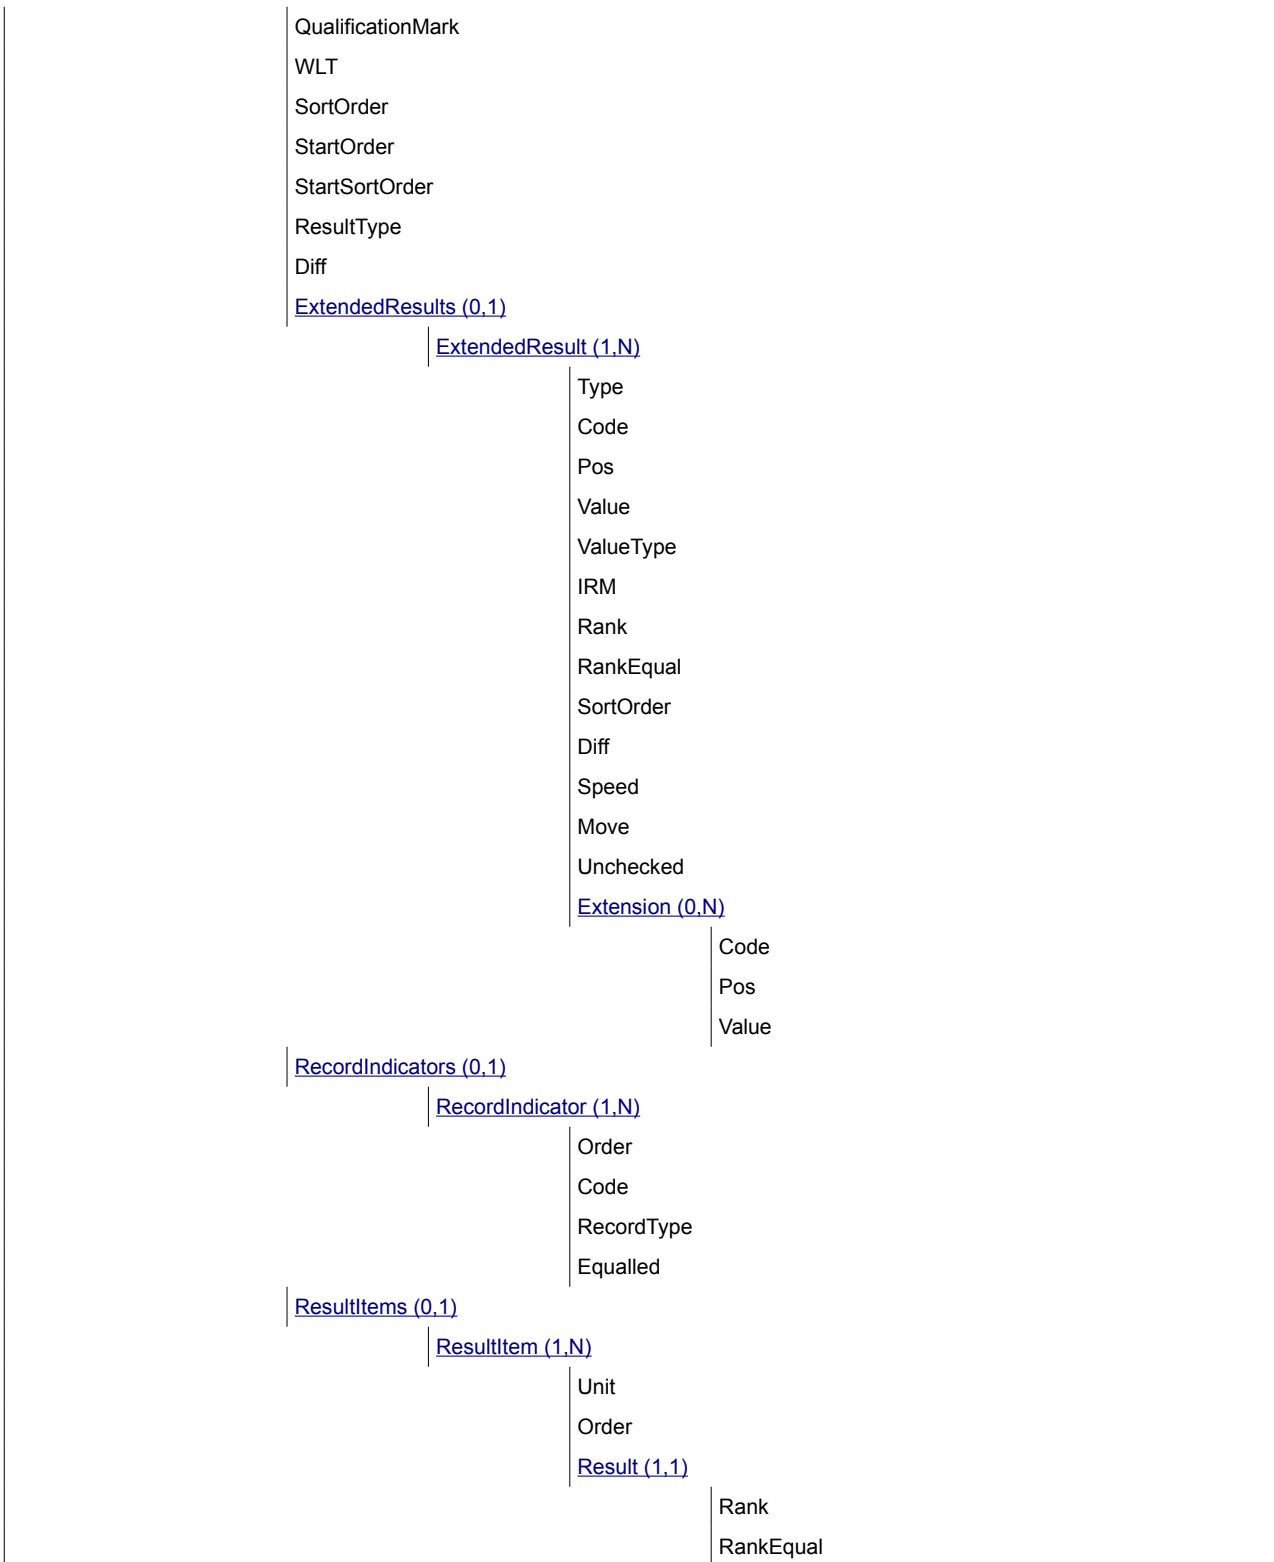 QualificationMark
WLT
SortOrder
StartOrder
StartSortOrder
ResultType
Diff
ExtendedResults (0,1)
ExtendedResult (1,N)
Type
Code
Pos
Value
ValueType
IRM
Rank
RankEqual
SortOrder
Diff
Speed
Move
Unchecked
Extension (0,N)
Code
Pos
Value
RecordIndicators (0,1)
RecordIndicator (1,N)
Order
Code
RecordType
Equalled
ResultItems (0,1)
ResultItem (1,N)
Unit
Order
Result (1,1)
Rank
RankEqual